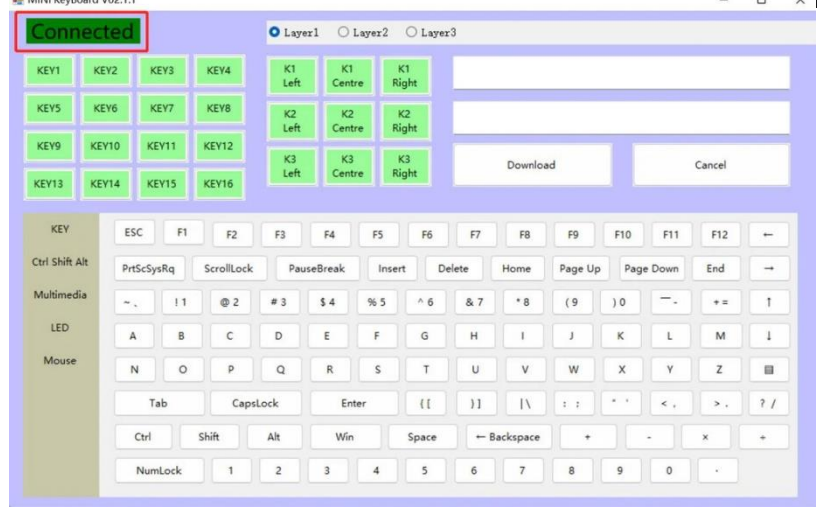 MINI KeyBoard V02.1.1
Connected
Layer1 Layer2 Layer3
KEY1 KEY2 KEY3 KEY4
KEY5 KEY6 KEY7 KEY8
KEY9 KEY10 KEY11 KEY12
KEY13 KEY14 KEY15 KEY16
K1 Left K1 Centre K1 Right
K2 Left K2 Centre K2 Right
K3 Left K3 Centre K3 Right
Download Cancel
KEY
Ctrl Shift Alt
Multimedia
LED
Mouse
ESC F1 F2 F3 F4 F5 F6 F7 F8 F9 F10 F11 F12 ←
PrtScSysRq ScrollLock PauseBreak Insert Delete Home Page Up Page Down End →
~ 、 ! 1 @ 2 # 3 $ 4 % 5 ^ 6 & 7 * 8 ( 9 ) 0 — - + = ↑
A B C D E F G H I J K L M ↓
N O P Q R S T U V W X Y Z ▤
Tab CapsLock Enter { [ } ] | \ : ; " ' < , > . ? /
Ctrl Shift Alt Win Space ← Backspace + - × ÷
NumLock 1 2 3 4 5 6 7 8 9 0 ·